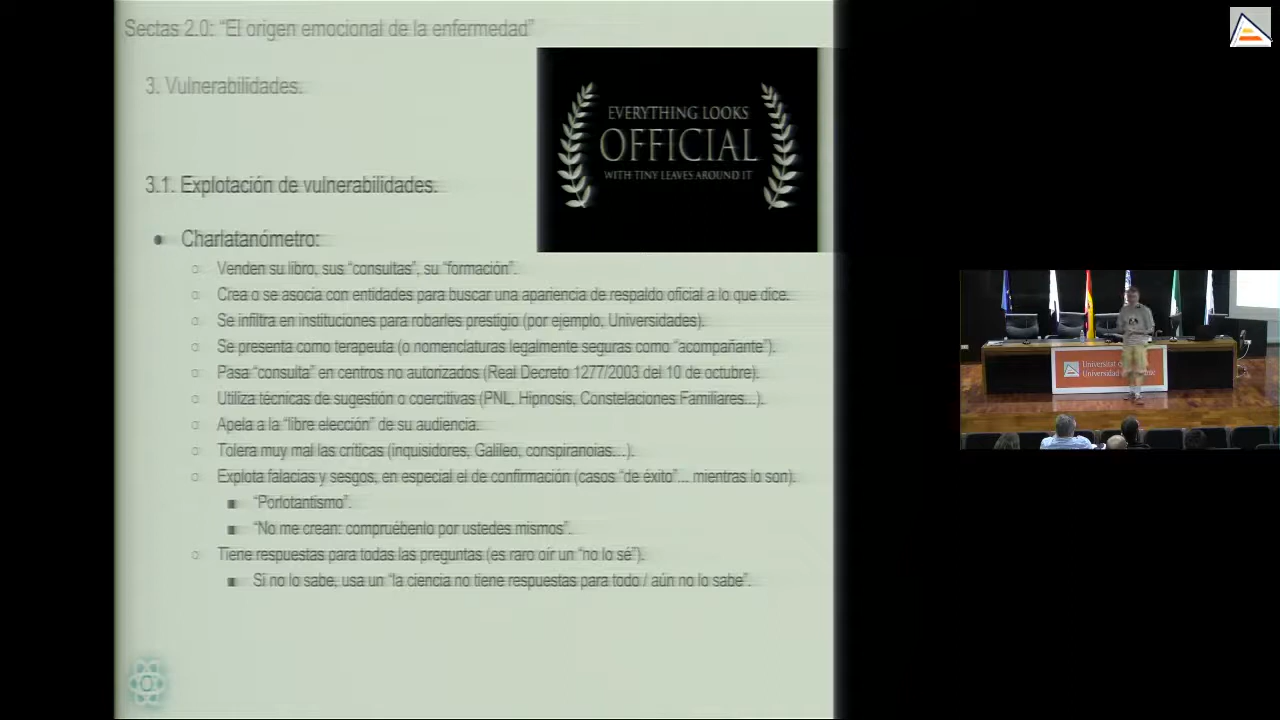 Sectas 2.0: “El origen emocional de la enfermedad”
3. Vulnerabilidades.
EVERYTHING LOOKS
OFFICIAL
WITH TINY LEAVES AROUND IT
3.1. Explotación de vulnerabilidades.
Charlatanómetro:
Venden su libro, sus “consultas”, su “formación”.
Crea o se asocia con entidades para buscar una apariencia de respaldo oficial a lo que dice.
Se infiltra en instituciones para robarles prestigio (por ejemplo, Universidades).
Se presenta como terapeuta (o nomenclaturas legalmente seguras como “acompañante”).
Pasa “consulta” en centros no autorizados (Real Decreto 1277/2003 del 10 de octubre).
Utiliza técnicas de sugestión o coercitivas (PNL, Hipnosis, Constelaciones Familiares...).
Apela a la “libre elección” de su audiencia.
Tolera muy mal las críticas (inquisidores, Galileo, conspiranoias...).
Explota falacias y sesgos, en especial el de confirmación (casos “de éxito”... mientras lo son).
“Porlotantismo”.
“No me crean: compruébenlo por ustedes mismos”.
Tiene respuestas para todas las preguntas (es raro oír un “no lo sé”).
Si no lo sabe, usa un “la ciencia no tiene respuestas para todo / aún no lo sabe”.
Universitat
Universidad